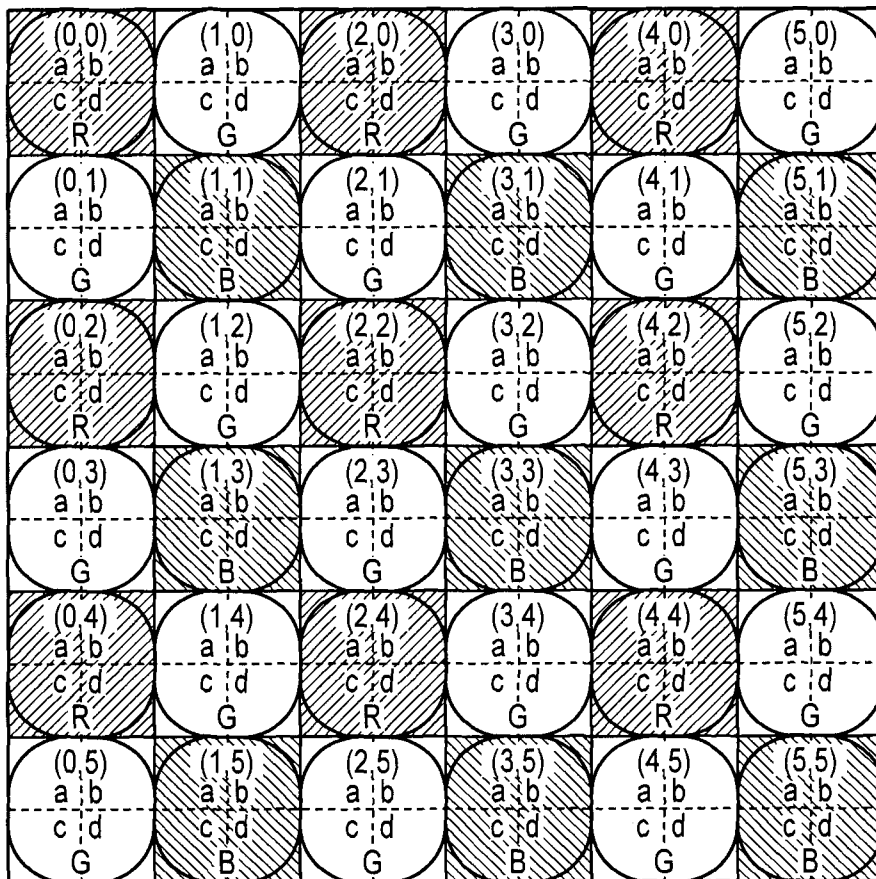 (0,0) (1,0) (2,0) (3,0) (4,0) (5,0)
a b a b a b a b a b a b
c d c d c d c d c d c d
R G R G R G
(0,1) (1,1) (2,1) (3,1) (4,1) (5,1)
a b a b a b a b a b a b
c d c d c d c d c d c d
G B G B G B
(0,2) (1,2) (2,2) (3,2) (4,2) (5,2)
a b a b a b a b a b a b
c d c d c d c d c d c d
R G R G R G
(0,3) (1,3) (2,3) (3,3) (4,3) (5,3)
a b a b a b a b a b a b
c d c d c d c d c d c d
G B G B G B
(0,4) (1,4) (2,4) (3,4) (4,4) (5,4)
a b a b a b a b a b a b
c d c d c d c d c d c d
R G R G R G
(0,5) (1,5) (2,5) (3,5) (4,5) (5,5)
a b a b a b a b a b a b
c d c d c d c d c d c d
G B G B G B